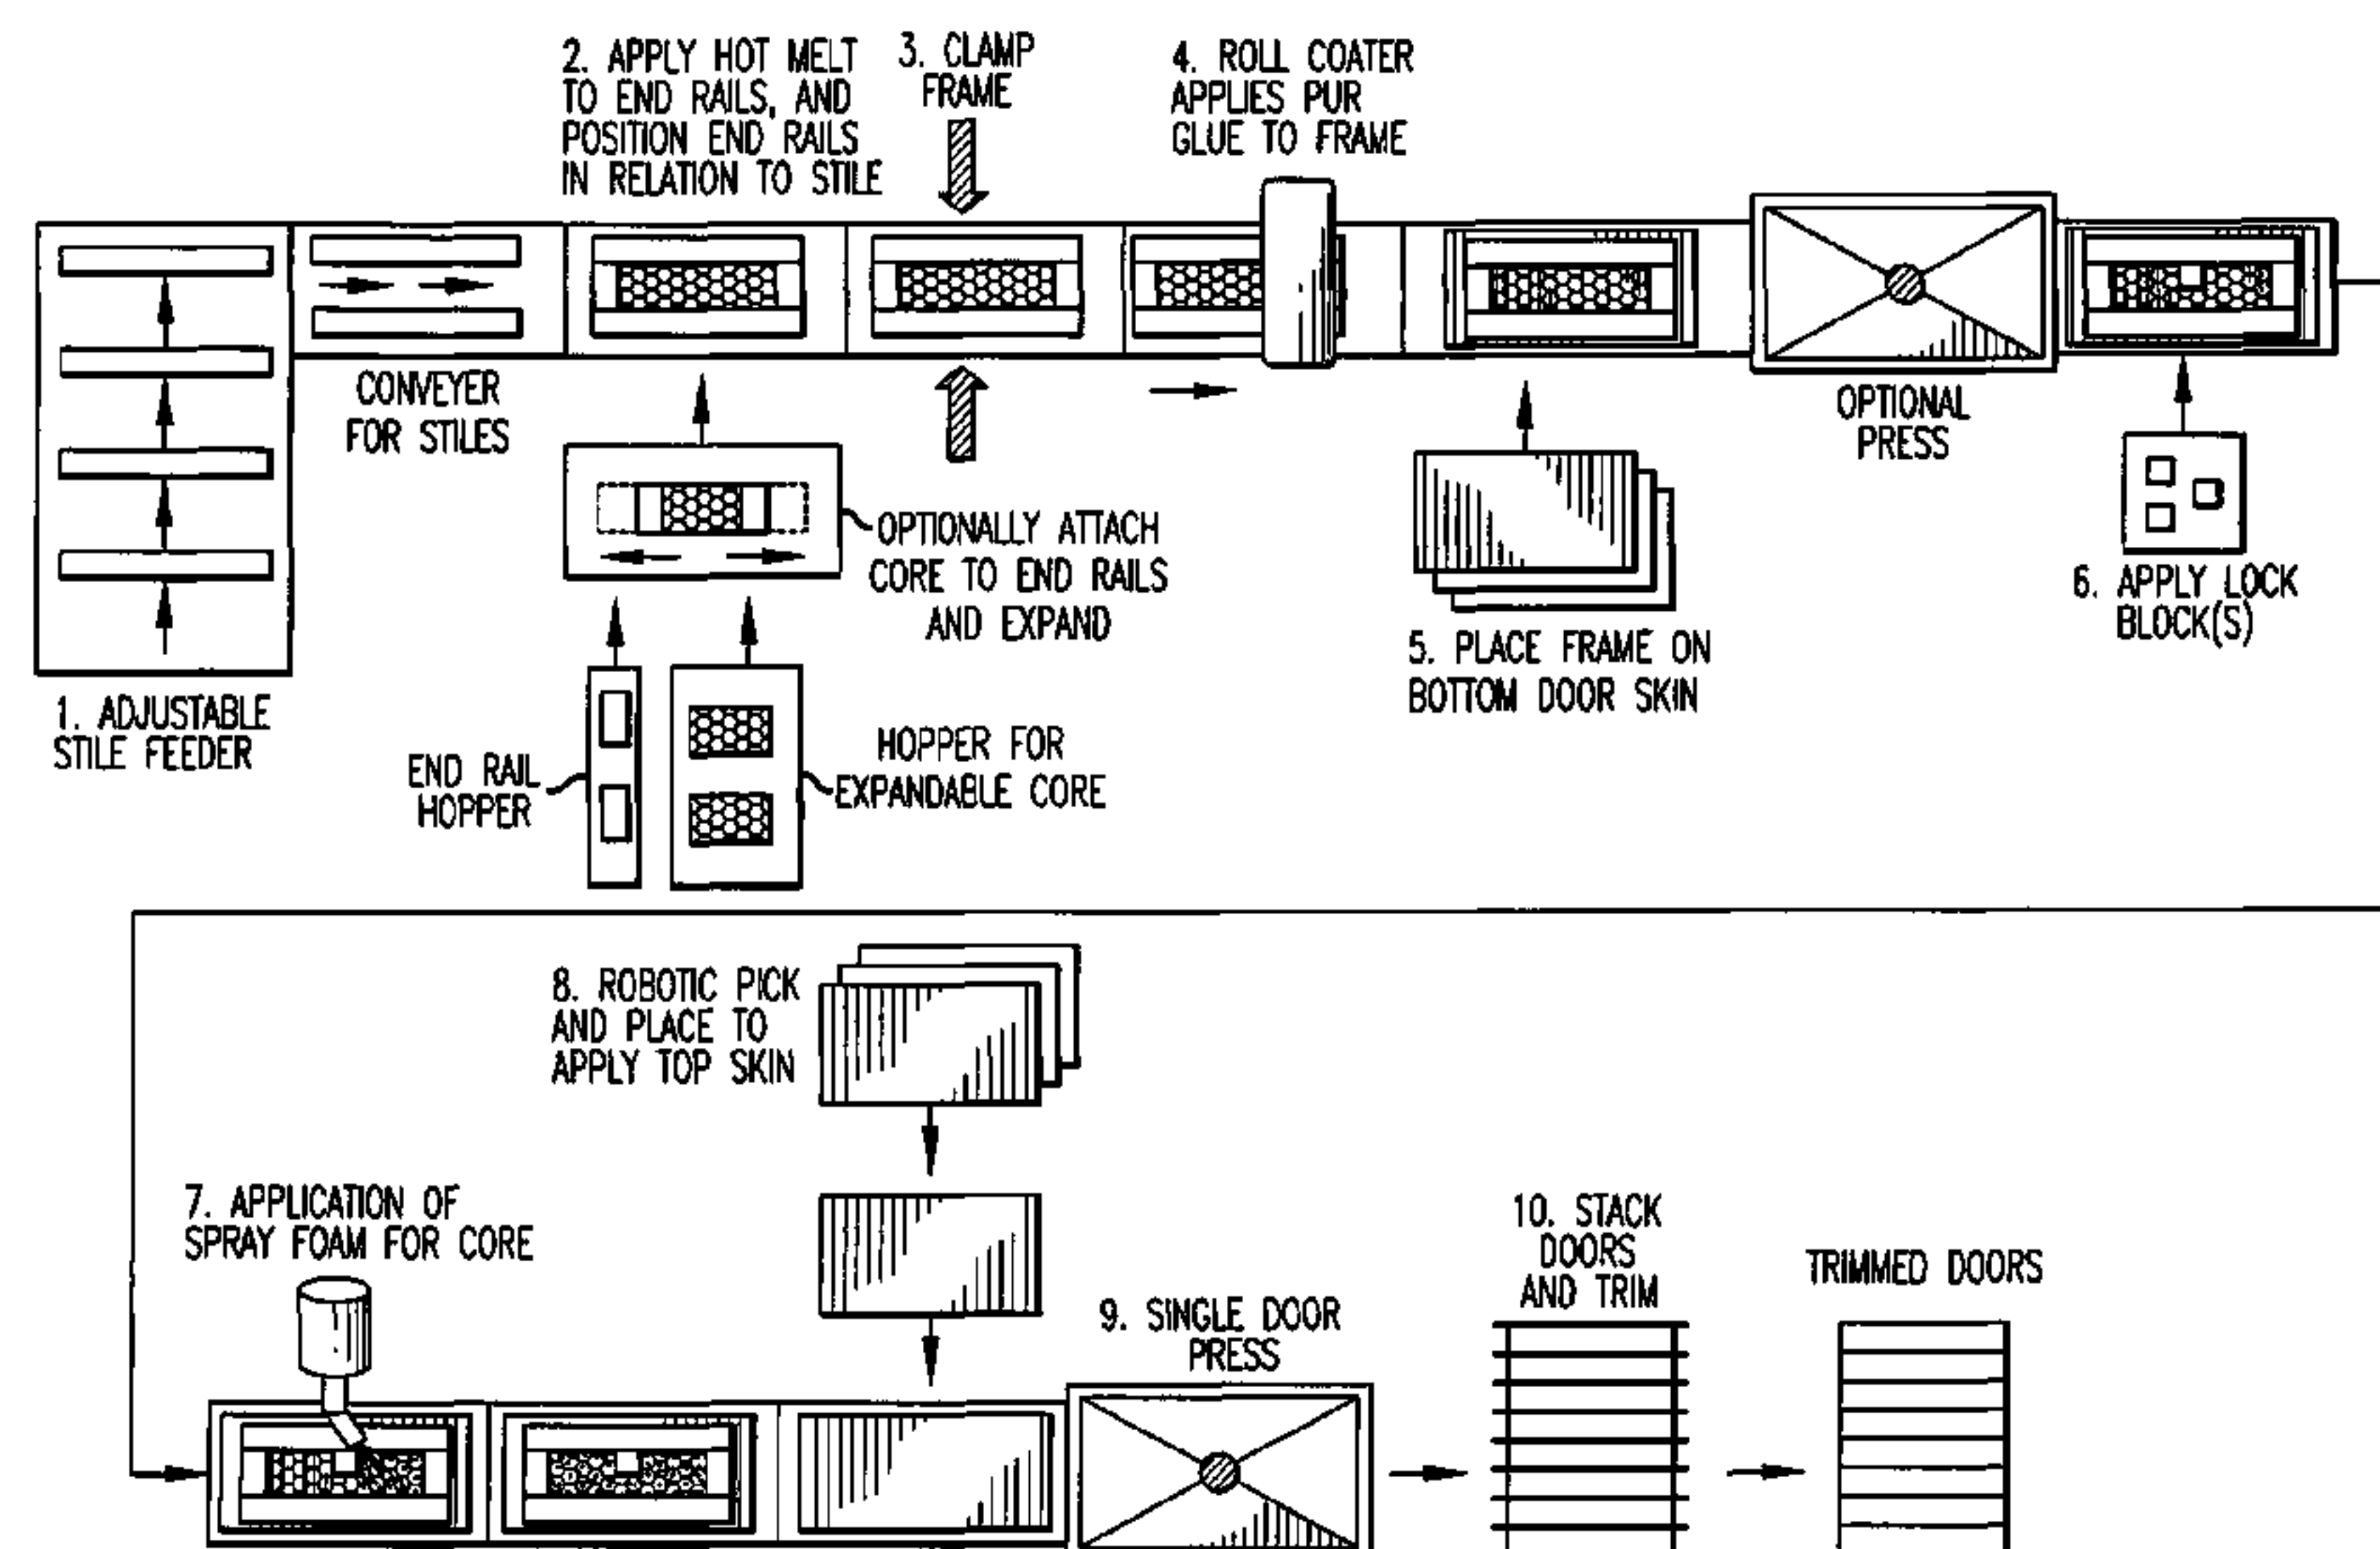 2. APPLY HOT MELT
TO END RAILS, AND
POSITION END RAILS
IN RELATION TO STILE
3. CLAMP
FRAME
4. ROLL COATER
APPLIES PUR
GLUE TO FRAME
CONVEYER
FOR STILES
OPTIONAL
PRESS
OPTIONALLY ATTACH
CORE TO END RAILS
AND EXPAND
6. APPLY LOCK
BLOCK(S)
5. PLACE FRAME ON
BOTTOM DOOR SKIN
1. ADJUSTABLE
STILE FEEDER
END RAIL
HOPPER
HOPPER FOR
EXPANDABLE CORE
8. ROBOTIC PICK
AND PLACE TO
APPLY TOP SKIN
7. APPLICATION OF
SPRAY FOAM FOR CORE
9. SINGLE DOOR
PRESS
10. STACK
DOORS
AND TRIM
TRIMMED DOORS